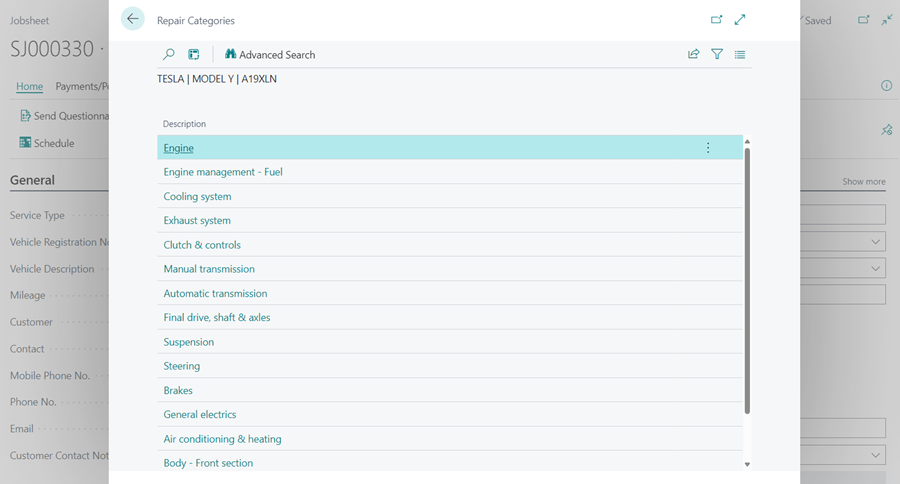 Jobsheet
Repair Categories
Saved
SJ000330 ·
Advanced Search
TESLA | MODEL Y | A19XLN
Home Payments/P
Send Questionna
Schedule
Description
General
Show more
Engine
Engine management - Fuel
Cooling system
Exhaust system
Clutch & controls
Manual transmission
Automatic transmission
Final drive, shaft & axles
Suspension
Steering
Brakes
General electrics
Air conditioning & heating
Body - Front section
Service Type
Vehicle Registration No
Vehicle Description
Mileage
Customer
Contact
Mobile Phone No.
Phone No.
Email
Customer Contact Not